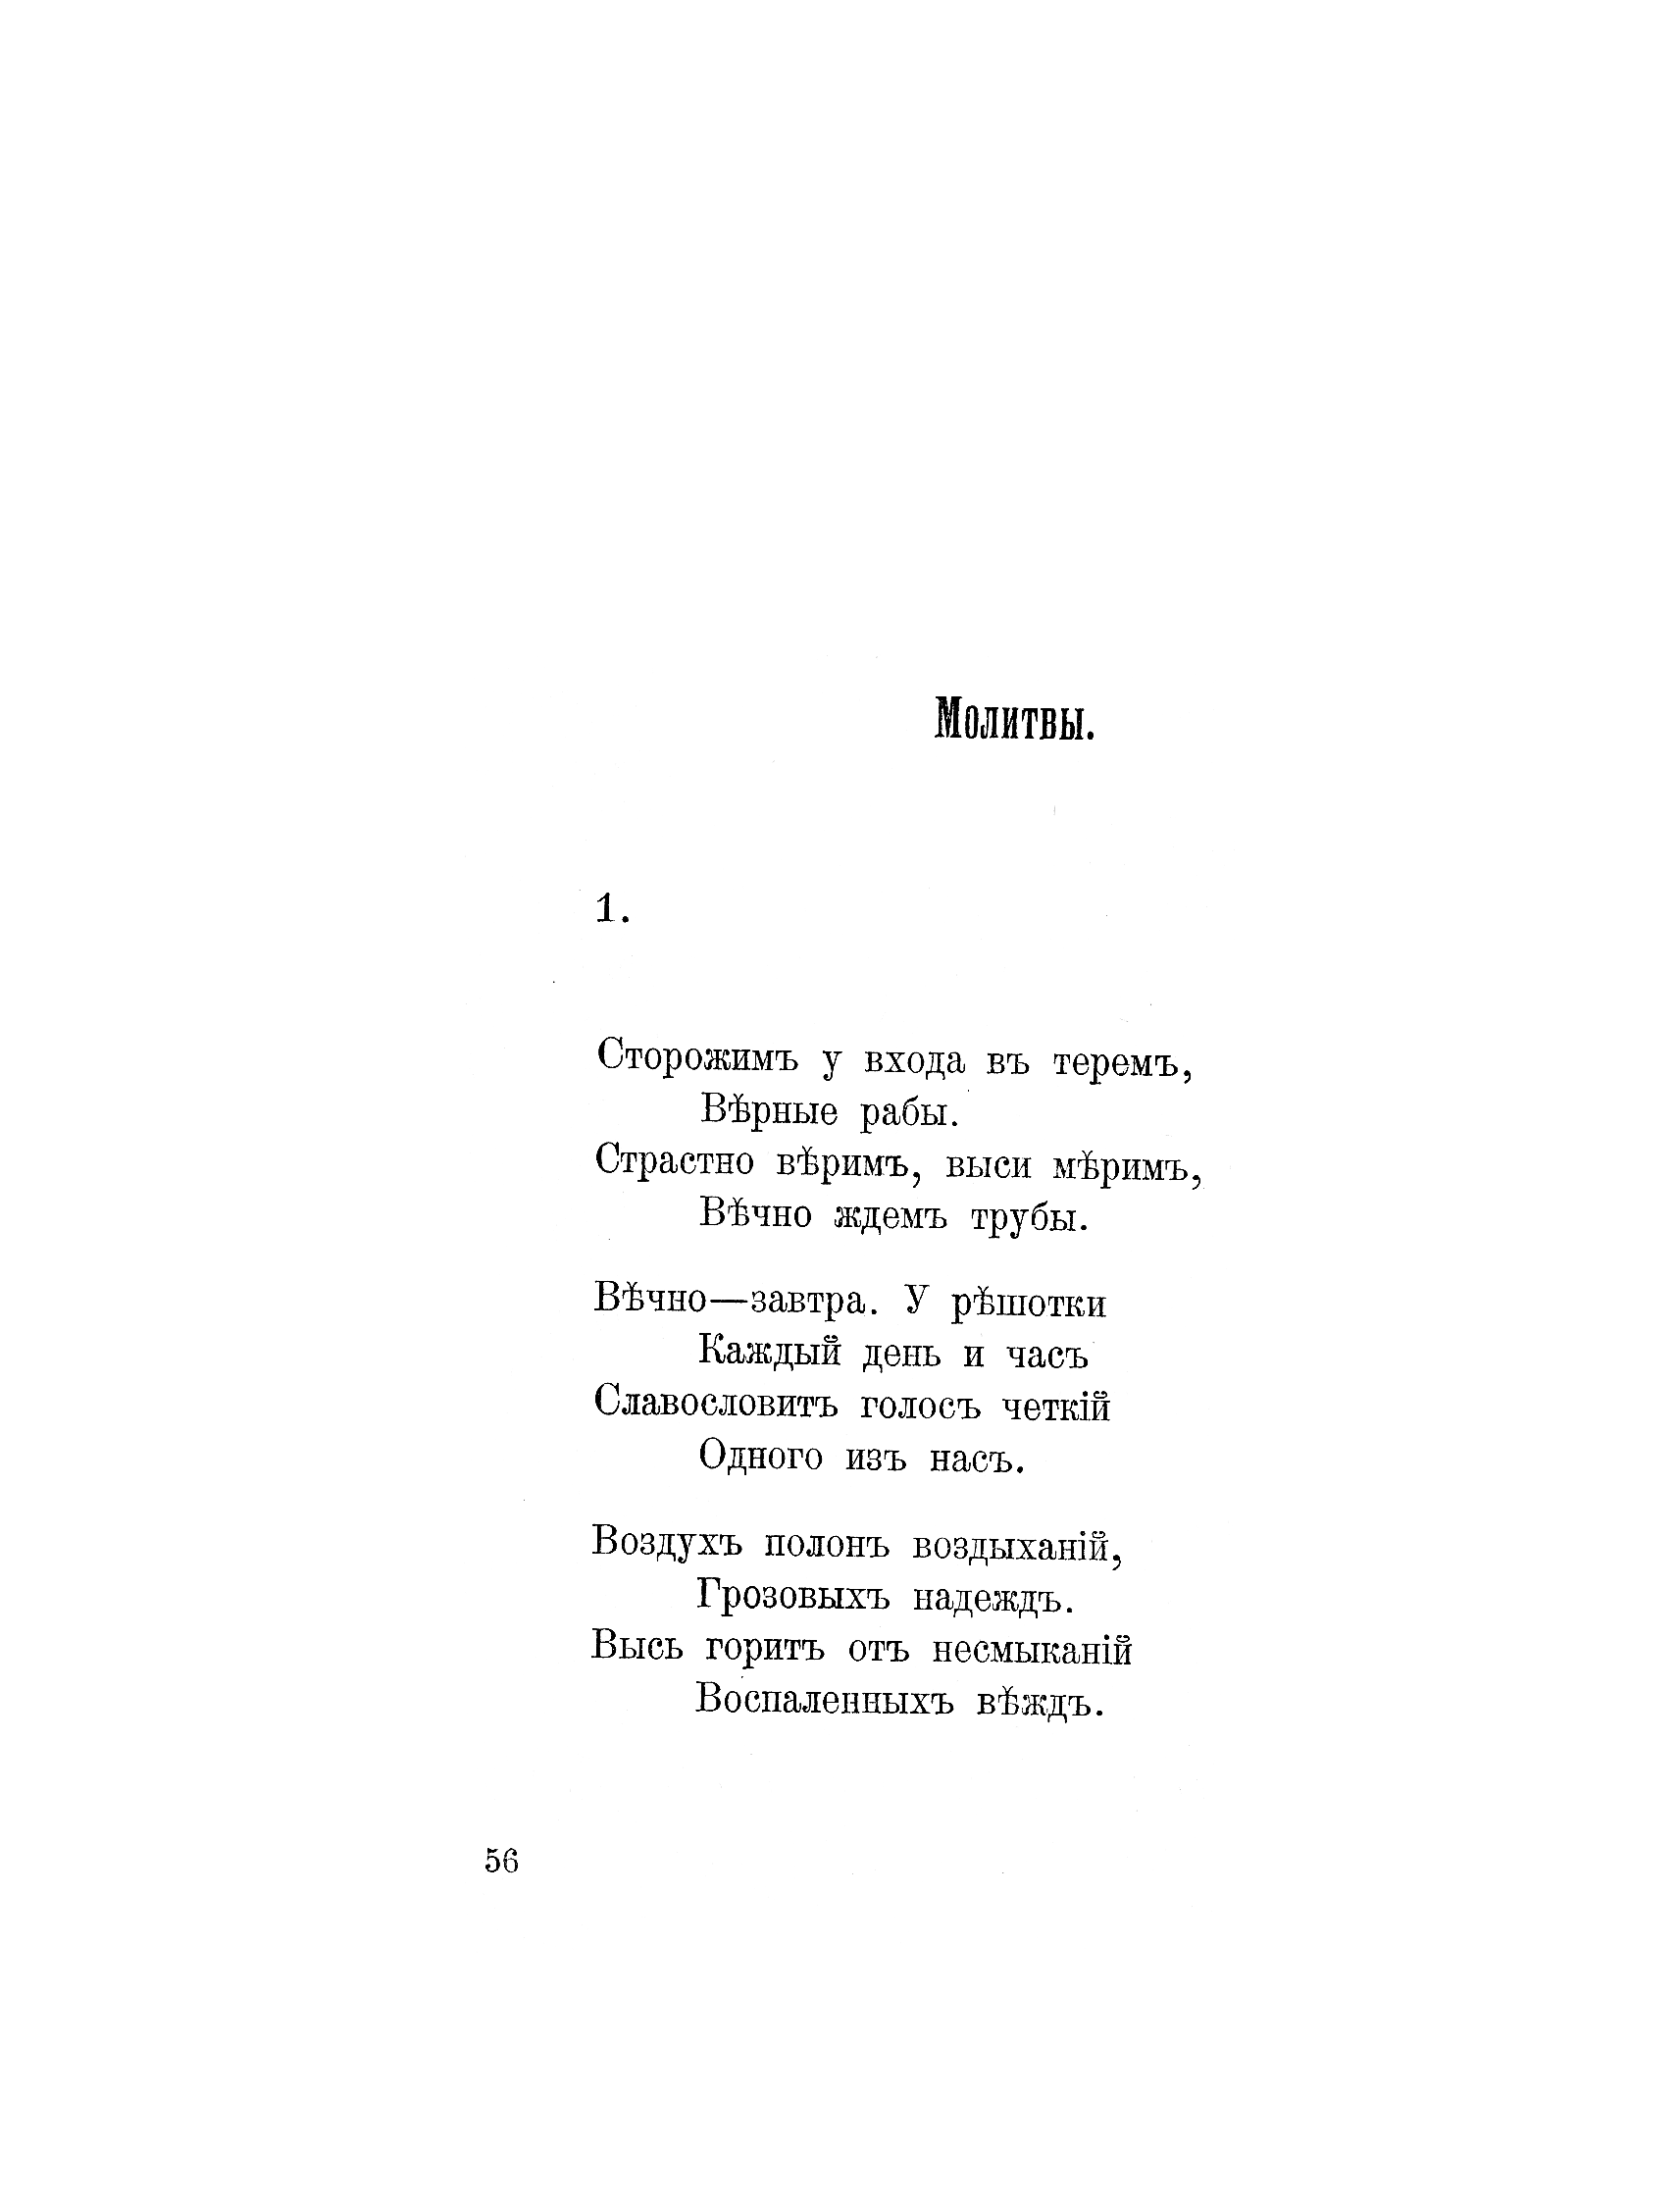 Молитвы.
1.
Сторожимъ у входа въ теремъ,
Вѣрные рабы.
Страстно вѣримъ, выси мѣримъ,
Вѣчно ждемъ трубы.
Вѣчно—завтра. У рѣшотки
Каждый день и часъ
Славословитъ голосъ четкій
Одного изъ насъ.
Воздухъ полонъ воздыханій,
Грозовыхъ надеждъ.
Высь горитъ отъ несмыканій
Воспаленныхъ вѣждъ.
56